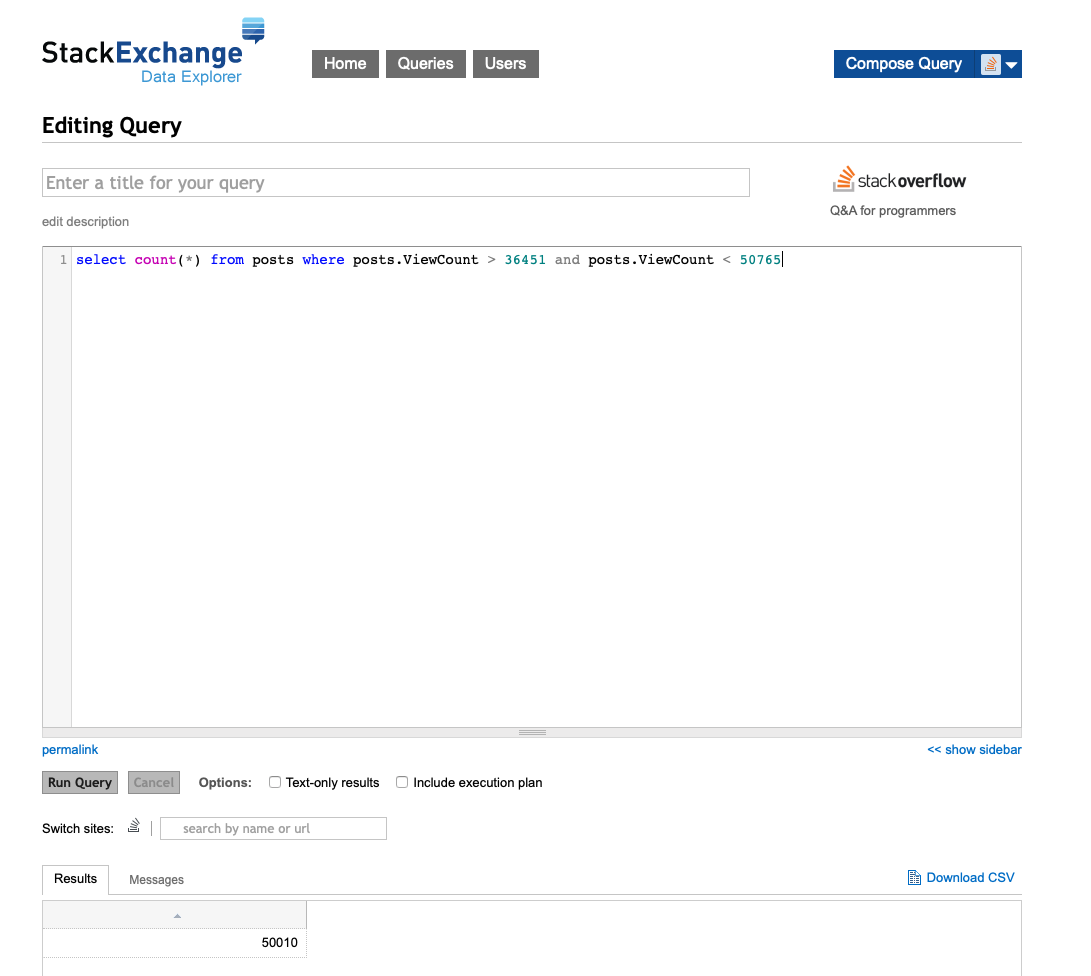 StackExchange
Data Explorer
Home Queries Users
Compose Query
Editing Query
Enter a title for your query
stackoverflow
edit description
Q&A for programmers
1 select count(*) from posts where posts.ViewCount > 36451 and posts.ViewCount < 50765
permalink
<< show sidebar
Run Query Cancel Options: Text-only results Include execution plan
Switch sites: search by name or url
Results Messages
Download CSV
50010